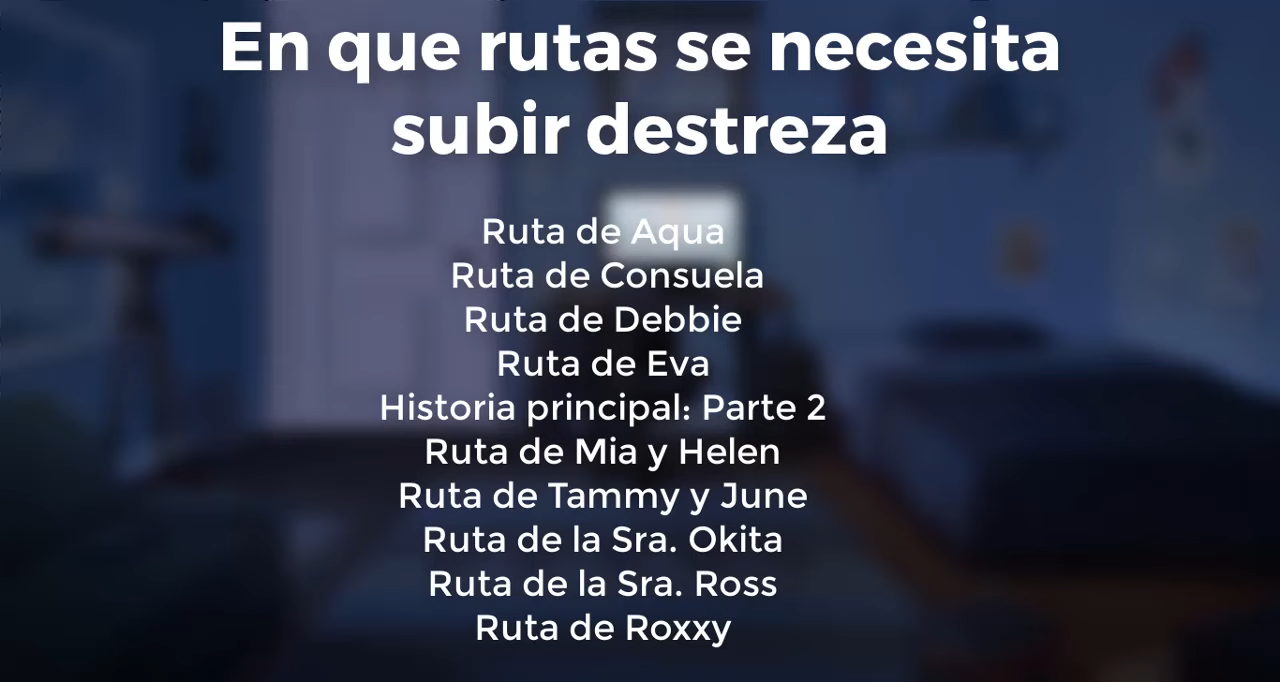 En que rutas se necesita
subir destreza
Ruta de Aqua
Ruta de Consuela
Ruta de Debbie
Ruta de Eva
Historia principal: Parte 2
Ruta de Mia y Helen
Ruta de Tammy y June
Ruta de la Sra. Okita
Ruta de la Sra. Ross
Ruta de Roxxy